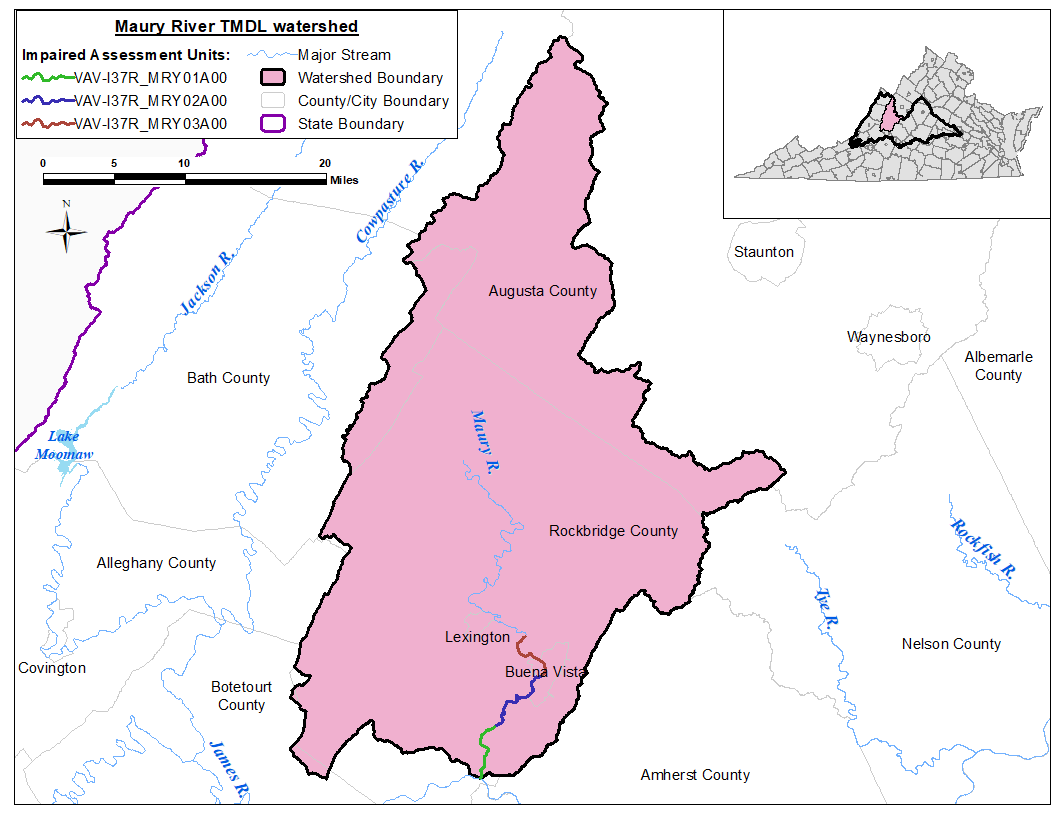 Maury River TMDL watershed
Impaired Assessment Units:
VAV-I37R_MRY01A00
VAV-I37R_MRY02A00
VAV-I37R_MRY03A00
Major Stream
Watershed Boundary
County/City Boundary
State Boundary
0 5 10 20
Miles
N
Cowpasture R.
Jackson R.
Staunton
Augusta County
Waynesboro
Albemarle
County
Bath County
Lake
Moomaw
Maury R.
Rockbridge County
Rockfish R.
Alleghany County
Tye R.
Lexington
Nelson County
Covington
Buena Vista
Botetourt
County
James R.
Amherst County